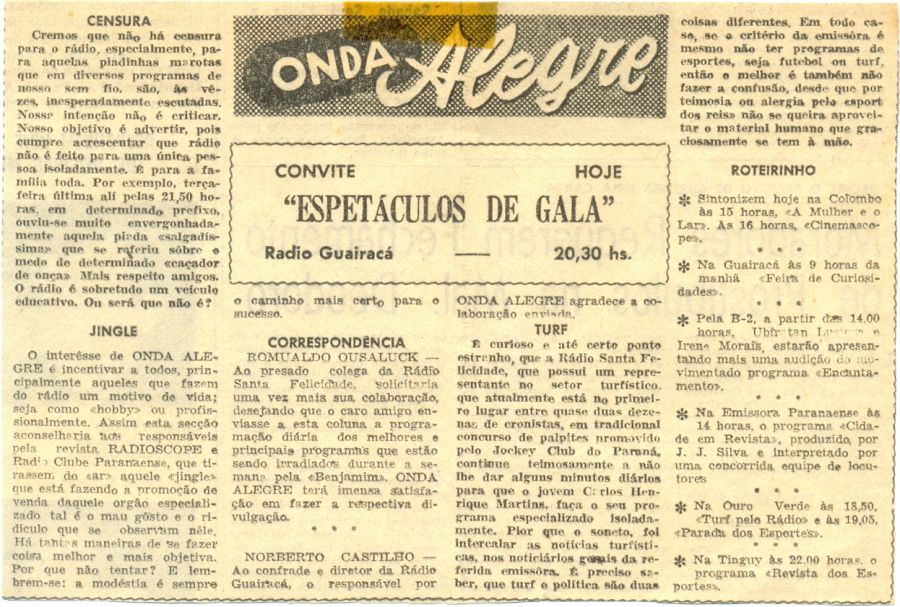 CENSURA
Cremos que não há censura
para o rádio, especialmente, pa-
ra aquelas piadinhas marotas
que em diversos programas de
nosso sem fio, são, às vê-
zes, inesperadamente escutadas.
Nossa intenção não é criticar.
Nosso objetivo é advertir, pois
cumpre acrescentar que rádio
não é feito para uma única pes-
soa isoladamente. É para a fa-
mília toda. Por exemplo, terça-
feira última alí pelas 21,50 ho-
ras, em determinado prefixo,
ouviu-se muito envergonhada-
mente aquela piada «salgadís-
sima» que se referiu sôbre o
medo de determinado «caçador
de onça» Mais respeito amigos.
O rádio é sobretudo um veículo
educativo. Ou será que não é?
JINGLE
O interêsse de ONDA ALE-
GRE é incentivar a todos, prin-
cipalmente aqueles que fazem
do rádio um motivo de vida;
seja como «hobby» ou profis-
sionalmente. Assim esta secção
aconselharia aos responsáveis
pela revista RADIOSCOPE e
Radio Clube Paranaense, que ti-
rassem do «ar» aquele «jingle»
que está fazendo a promoção de
venda daquele orgão especiali-
zado tal é o mau gôsto e o ri-
dículo que se observam nêle.
Há tantas maneiras de se fazer
coisa melhor e mais objetiva.
Por que não tentar? E lem-
brem-se: a modéstia é sempre
ONDA Alegre
CONVITE HOJE
“ESPETÁCULOS DE GALA”
Radio Guairacá — 20,30 hs.
o caminho mais certo para o
sucesso.
CORRESPONDÊNCIA
ROMUALDO OUSALUCK —
Ao presado colega da Rádio
Santa Felicidade, solicitaria
uma vez mais sua colaboração,
desejando que o caro amigo en-
viasse a esta coluna a progra-
mação diária dos melhores e
principais programas que estão
sendo irradiados durante a se-
mana pela «Benjamim». ONDA
ALEGRE terá imensa satisfa-
ção em fazer a respectiva di-
vulgação.
* * *
NORBERTO CASTILHO —
Ao confrade e diretor da Rádio
Guairacá, o responsável por
ONDA ALEGRE agradece a co-
laboração enviada.
TURF
É curioso e até certo ponto
estranho, que a Rádio Santa Fe-
licidade, que possui um repre-
sentante no setor turfístico,
que atualmente está no primei-
ro lugar entre quase duas deze-
nas de cronistas, em tradicional
concurso de palpites promovido
pelo Jockey Club do Paraná,
continue teimosamente a não
lhe dar alguns minutos diários
para que o jovem Carlos Hen-
rique Martins, faça o seu pro-
grama especializado isolada-
mente. Pior que o soneto, foi
intercalar as notícias turfísti-
cas, nos noticiários gerais da re-
ferida emissôra. É preciso sa-
ber, que turf e política são duas
coisas diferentes. Em todo ca-
so, se o critério da emissôra é
mesmo não ter programas de
esportes, seja futebol ou turf,
então o melhor é também não
fazer a confusão, desde que por
teimosia ou alergia pelo «sport
dos reis» não se queira aprovei-
tar o material humano que gra-
ciosamente se tem à mão.
ROTEIRINHO
* Sintonizem hoje na Colombo
às 15 horas, «A Mulher e o
Lar». As 16 horas, «Cinemasco-
pe».
* * *
* Na Guairacá às 9 horas da
manhã «Feira de Curiosi-
dades».
* * *
* Pela B-2, a partir das 14.00
horas, e
Irene Morais, estarão apresen-
tando mais uma audição do mo-
vimentado programa «Encanta-
mento».
* * *
* Na Emissora Paranaense às
14 horas, o programa «Cida-
de em Revista», produzido, por
J. J. Silva e interpretado por
uma concorrida equipe de locu-
tores
* * *
* Na Ouro Verde às 18,50,
«Turf pelo Rádio» e às 19,05,
«Parada dos Esportes».
* * *
* Na Tinguy às 22.00 horas, o
programa «Revista dos Es-
portes».